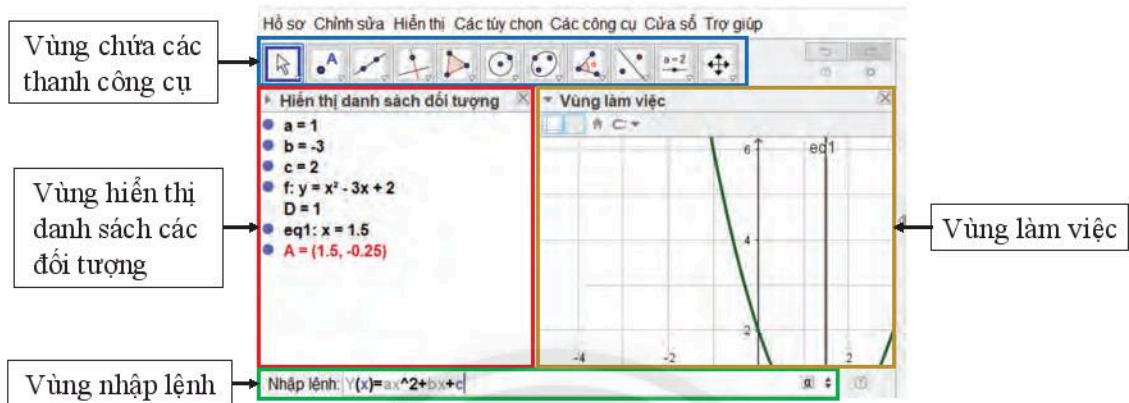 Hồ sơ Chỉnh sửa Hiển thị Các tùy chọn Các công cụ Cửa sổ Trợ giúp
Vùng chứa các
thanh công cụ
A
a=2
Hiển thị danh sách đối tượng
Vùng làm việc
a = 1
b = -3
c = 2
f: y = x² - 3x + 2
D = 1
eq1: x = 1.5
A = (1.5, -0.25)
Vùng hiển thị
danh sách các
đối tượng
6
eq1
4
2
-4
-2
2
Vùng làm việc
Vùng nhập lệnh
Nhập lệnh: Y(x)=ax^2+bx+c
α